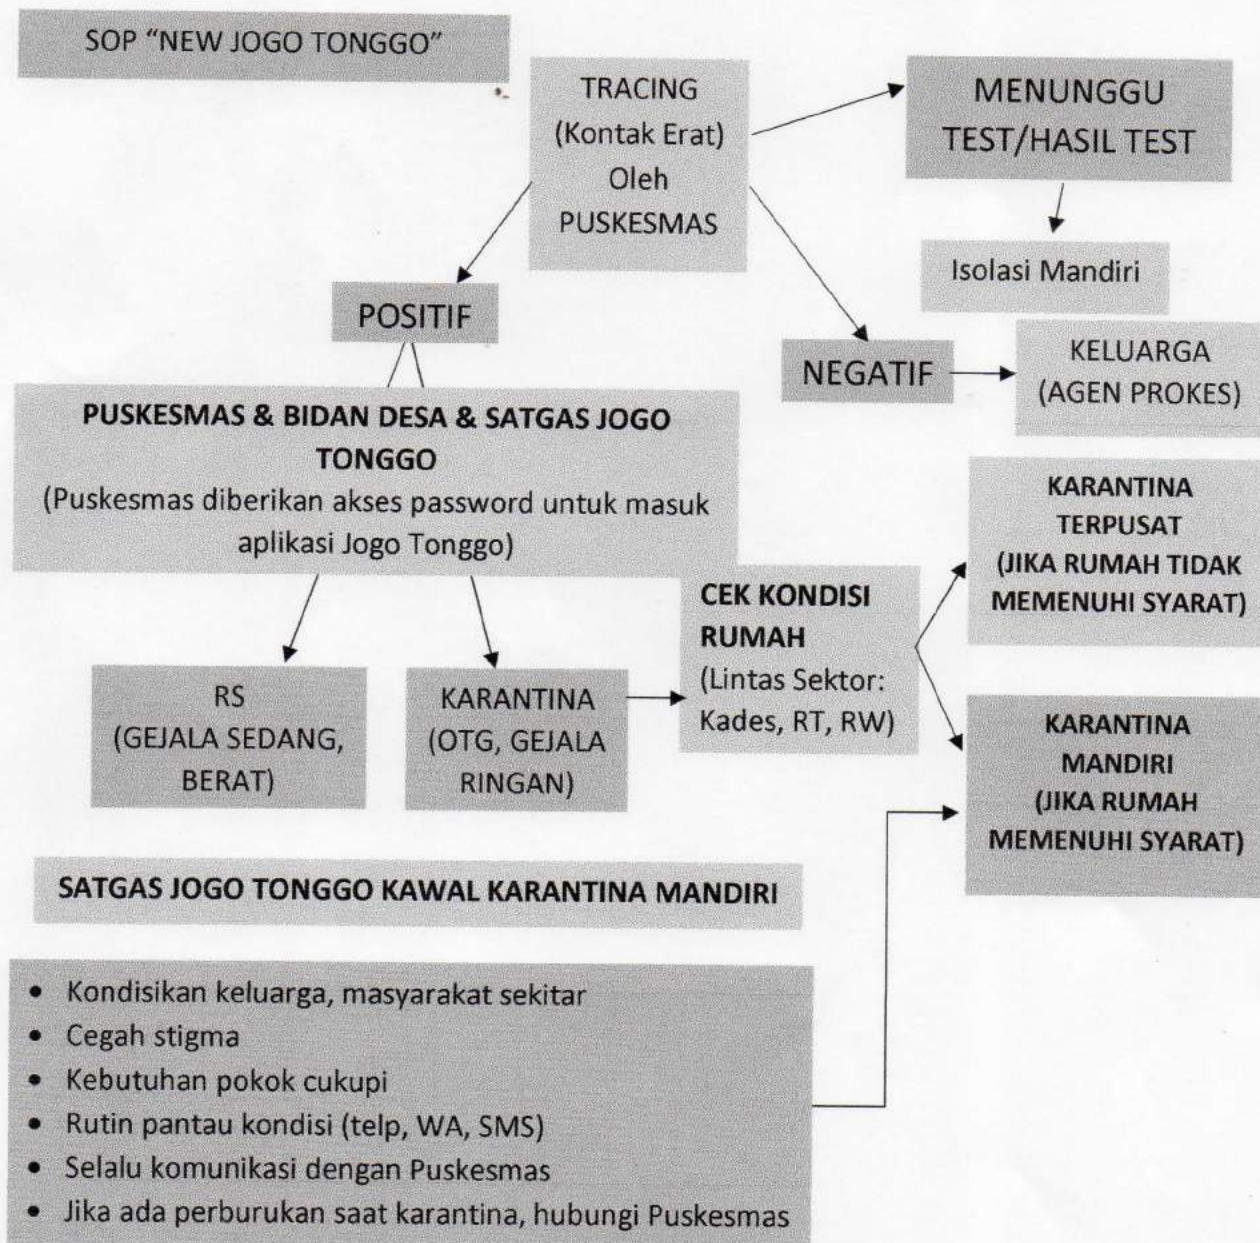 SOP “NEW JOGO TONGGO”
TRACING
(Kontak Erat)
Oleh
PUSKESMAS
MENUNGGU
TEST/HASIL TEST
Isolasi Mandiri
POSITIF
NEGATIF
KELUARGA
(AGEN PROKES)
PUSKESMAS & BIDAN DESA & SATGAS JOGO
TONGGO
(Puskesmas diberikan akses password untuk masuk
aplikasi Jogo Tonggo)
RS
(GEJALA SEDANG,
BERAT)
KARANTINA
(OTG, GEJALA
RINGAN)
CEK KONDISI
RUMAH
(Lintas Sektor:
Kades, RT, RW)
KARANTINA
TERPUSAT
(JIKA RUMAH TIDAK
MEMENUHI SYARAT)
KARANTINA
MANDIRI
(JIKA RUMAH
MEMENUHI SYARAT)
SATGAS JOGO TONGGO KAWAL KARANTINA MANDIRI
• Kondisikan keluarga, masyarakat sekitar
• Cegah stigma
• Kebutuhan pokok cukupi
• Rutin pantau kondisi (telp, WA, SMS)
• Selalu komunikasi dengan Puskesmas
• Jika ada perburukan saat karantina, hubungi Puskesmas